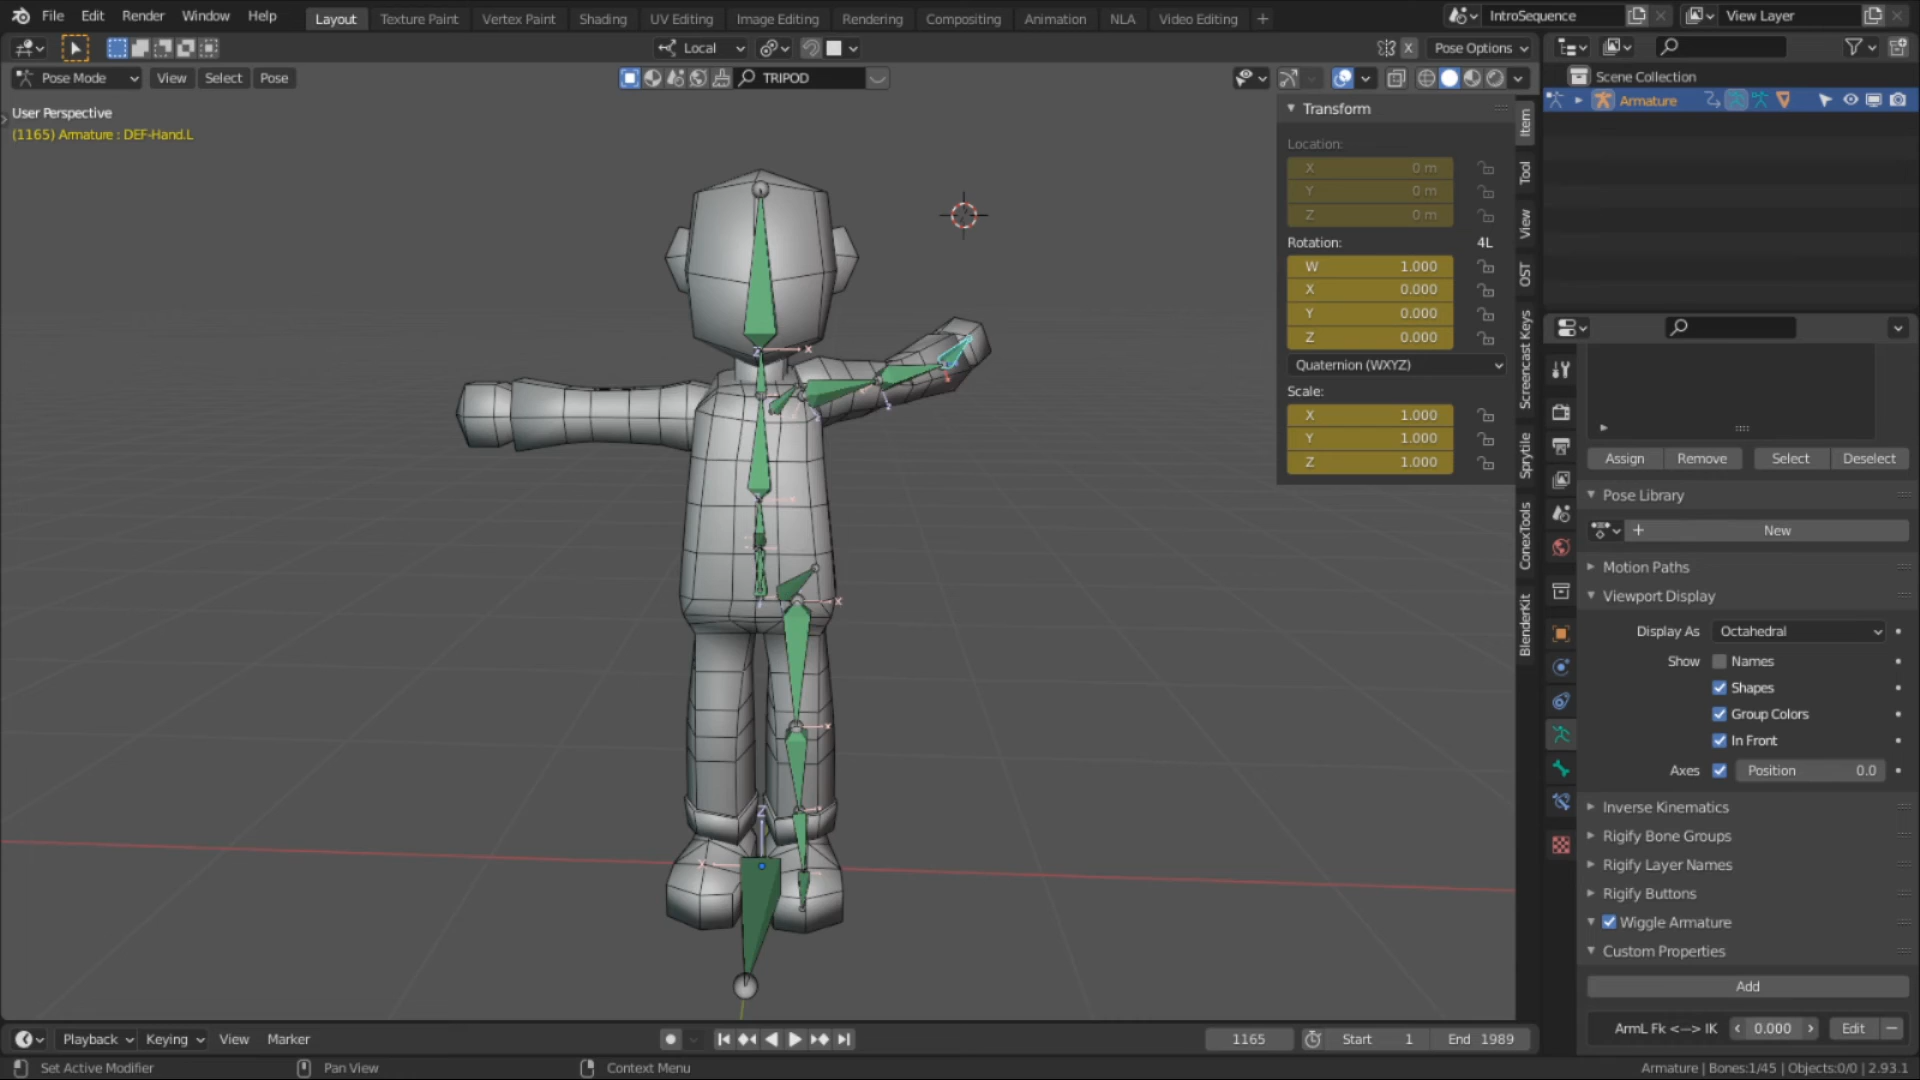 File Edit Render Window Help Layout Texture Paint Vertex Paint Shading UV Editing Image Editing Rendering Compositing Animation NLA Video Editing + IntroSequence View Layer
Local X Pose Options
Pose Mode View Select Pose TRIPOD
Scene Collection
Armature
User Perspective
(1165) Armature : DEF-Hand.L
Transform
Location:
X 0 m
Y 0 m
Z 0 m
Rotation: 4L
W 1.000
X 0.000
Y 0.000
Z 0.000
Quaternion (WXYZ)
Scale:
X 1.000
Y 1.000
Z 1.000
Item
Tool
View
OST
Screencast Keys
Sprytile
ConexTools
BlenderKit
Assign Remove Select Deselect
Pose Library
+ New
Motion Paths
Viewport Display
Display As Octahedral
Show Names
Shapes
Group Colors
In Front
Axes Position 0.0
Inverse Kinematics
Rigify Bone Groups
Rigify Layer Names
Rigify Buttons
Wiggle Armature
Custom Properties
Add
ArmL Fk <--> IK 0.000 Edit
Playback Keying View Marker 1165 Start 1 End 1989
Set Active Modifier Pan View Context Menu Armature | Bones:1/45 | Objects:0/0 | 2.93.1